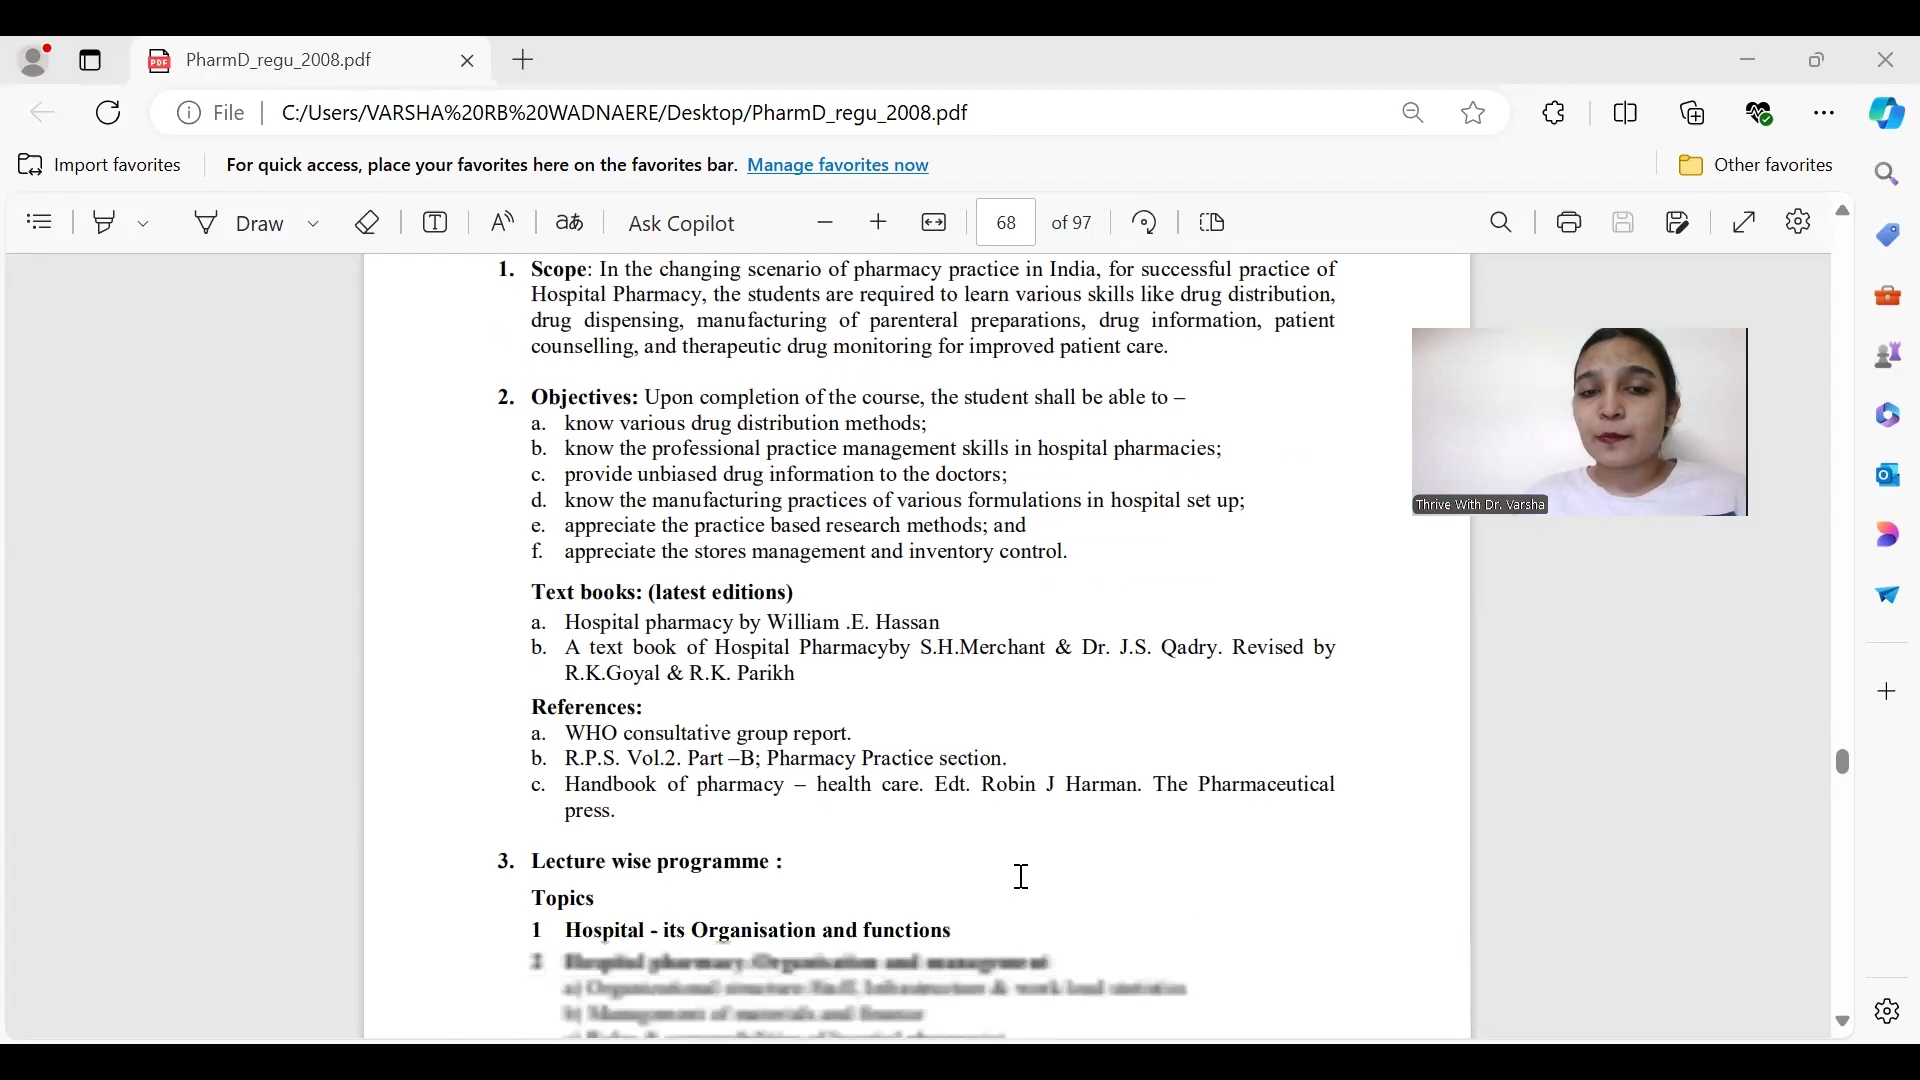 PharmD_regu_2008.pdf
File
C:/Users/VARSHA%20RB%20WADNAERE/Desktop/PharmD_regu_2008.pdf
Import favorites
For quick access, place your favorites here on the favorites bar. Manage favorites now
Other favorites
Draw
Ask Copilot
68 of 97
1. Scope: In the changing scenario of pharmacy practice in India, for successful practice of
Hospital Pharmacy, the students are required to learn various skills like drug distribution,
drug dispensing, manufacturing of parenteral preparations, drug information, patient
counselling, and therapeutic drug monitoring for improved patient care.
2. Objectives: Upon completion of the course, the student shall be able to –
a. know various drug distribution methods;
b. know the professional practice management skills in hospital pharmacies;
c. provide unbiased drug information to the doctors;
d. know the manufacturing practices of various formulations in hospital set up;
e. appreciate the practice based research methods; and
f. appreciate the stores management and inventory control.
Text books: (latest editions)
a. Hospital pharmacy by William .E. Hassan
b. A text book of Hospital Pharmacyby S.H.Merchant & Dr. J.S. Qadry. Revised by
R.K.Goyal & R.K. Parikh
References:
a. WHO consultative group report.
b. R.P.S. Vol.2. Part –B; Pharmacy Practice section.
c. Handbook of pharmacy – health care. Edt. Robin J Harman. The Pharmaceutical
press.
3. Lecture wise programme :
Topics
1 Hospital - its Organisation and functions
2 Hospital pharmacy-Organisation and management
Thrive With Dr. Varsha